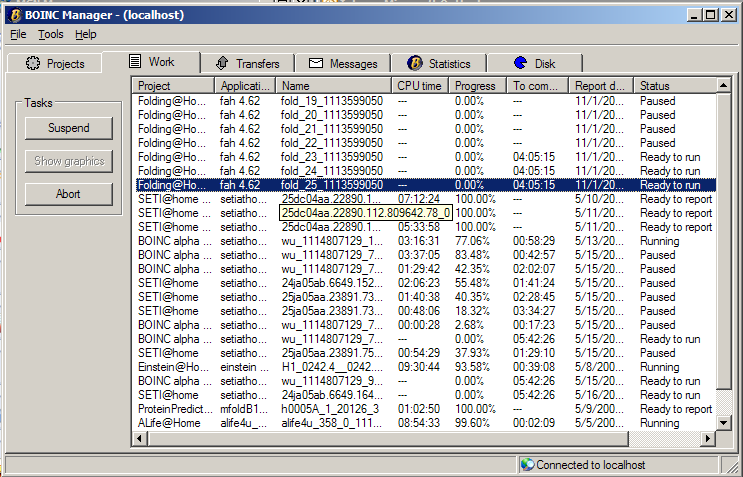 BOINC Manager - (localhost)
File Tools Help
Projects Work Transfers Messages Statistics Disk
Tasks
Suspend
Show graphics
Abort
Project Applicati... Name CPU time Progress To com... Report d... Status
Folding@Ho... fah 4.62 fold_19_1113599050 --- 0.00% --- 11/1/20... Paused
Folding@Ho... fah 4.62 fold_20_1113599050 --- 0.00% --- 11/1/20... Paused
Folding@Ho... fah 4.62 fold_21_1113599050 --- 0.00% --- 11/1/20... Paused
Folding@Ho... fah 4.62 fold_22_1113599050 --- 0.00% --- 11/1/20... Paused
Folding@Ho... fah 4.62 fold_23_1113599050 --- 0.00% 04:05:15 11/1/20... Ready to run
Folding@Ho... fah 4.62 fold_24_1113599050 --- 0.00% --- 11/1/20... Ready to run
Folding@Ho... fah 4.62 fold_25_1113599050 --- 0.00% 04:05:15 11/1/20... Ready to run
SETI@home setiatho... 25dc04aa.22890.1... 07:12:24 100.00% --- 5/10/200... Ready to report
SETI@home setiatho... 25dc04aa.22890.112.809642.78_0 100.00% --- 5/11/200... Ready to report
SETI@home setiatho... 25dc04aa.22890.1... 05:33:58 100.00% --- 5/11/200... Ready to report
BOINC alpha ... setiatho... wu_1114807129_1... 03:16:31 77.06% 00:58:29 5/13/200... Running
BOINC alpha ... setiatho... wu_1114807129_7... 03:37:05 83.48% 00:42:57 5/15/200... Paused
BOINC alpha ... setiatho... wu_1114807129_7... 01:29:42 42.35% 02:02:07 5/15/200... Paused
SETI@home setiatho... 24ja05ab.6649.152... 02:06:23 55.48% 01:41:24 5/15/200... Paused
SETI@home setiatho... 25ja05aa.23891.73... 01:40:38 40.35% 02:28:45 5/15/200... Paused
SETI@home setiatho... 25ja05aa.23891.73... 00:48:06 18.32% 03:34:27 5/15/200... Paused
BOINC alpha ... setiatho... wu_1114807129_7... 00:00:28 2.68% 00:17:23 5/15/200... Paused
BOINC alpha ... setiatho... wu_1114807129_7... --- 0.00% 05:42:26 5/15/200... Ready to run
SETI@home setiatho... 25ja05aa.23891.75... 00:54:29 37.93% 01:29:10 5/15/200... Paused
Einstein@Ho... einstein ... H1_0242.4__0242.... 09:30:44 93.58% 00:39:08 5/8/200... Running
BOINC alpha ... setiatho... wu_1114807129_9... --- 0.00% 05:42:26 5/15/200... Ready to run
SETI@home setiatho... 24ja05ab.6649.164... --- 0.00% 05:42:26 5/16/200... Ready to run
ProteinPredict... mfoldB1... h0005A_1_20126_3 01:02:50 100.00% --- 5/9/200... Ready to report
ALife@Home alife4u_... alife4u_358_0_111... 08:54:33 99.60% 00:02:09 5/5/200... Running
Connected to localhost